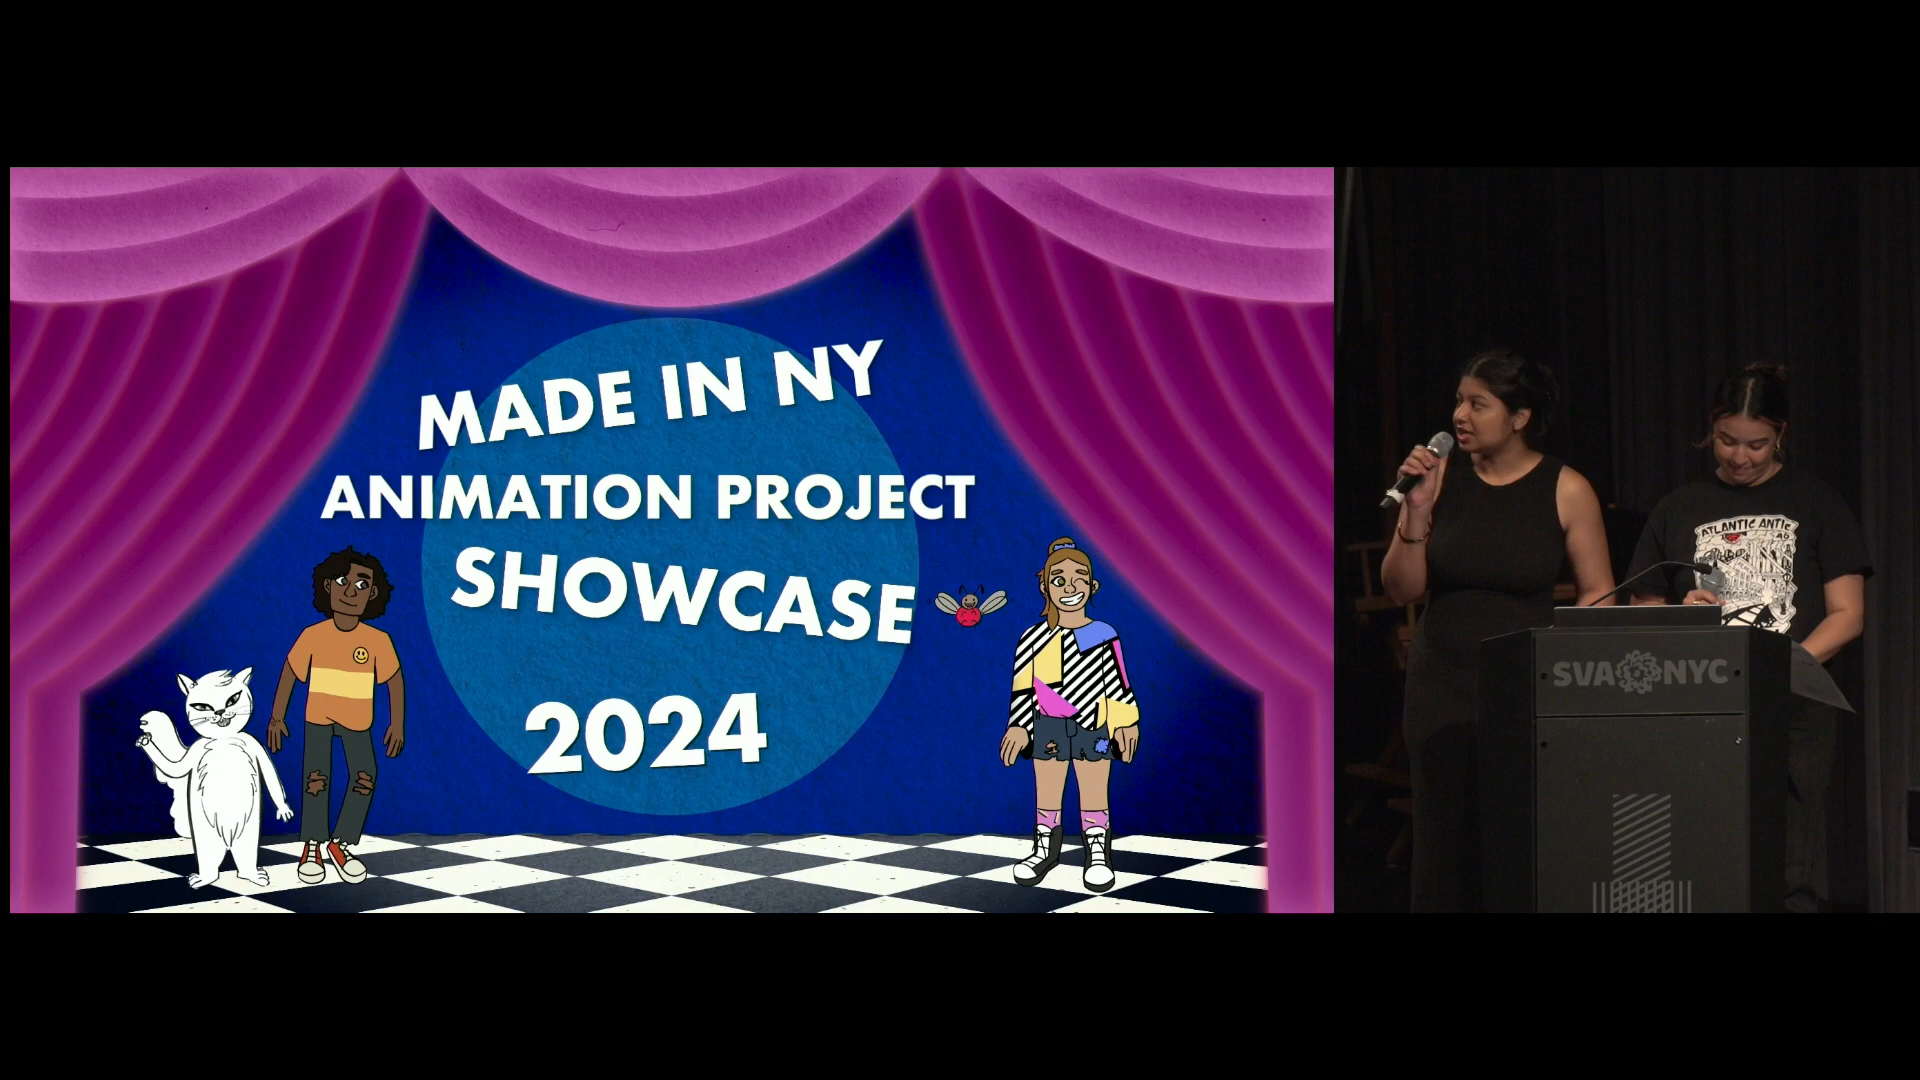 MADE IN NY
ANIMATION PROJECT
SHOWCASE
2024
ATLANTIC ANTIC
SVA NYC